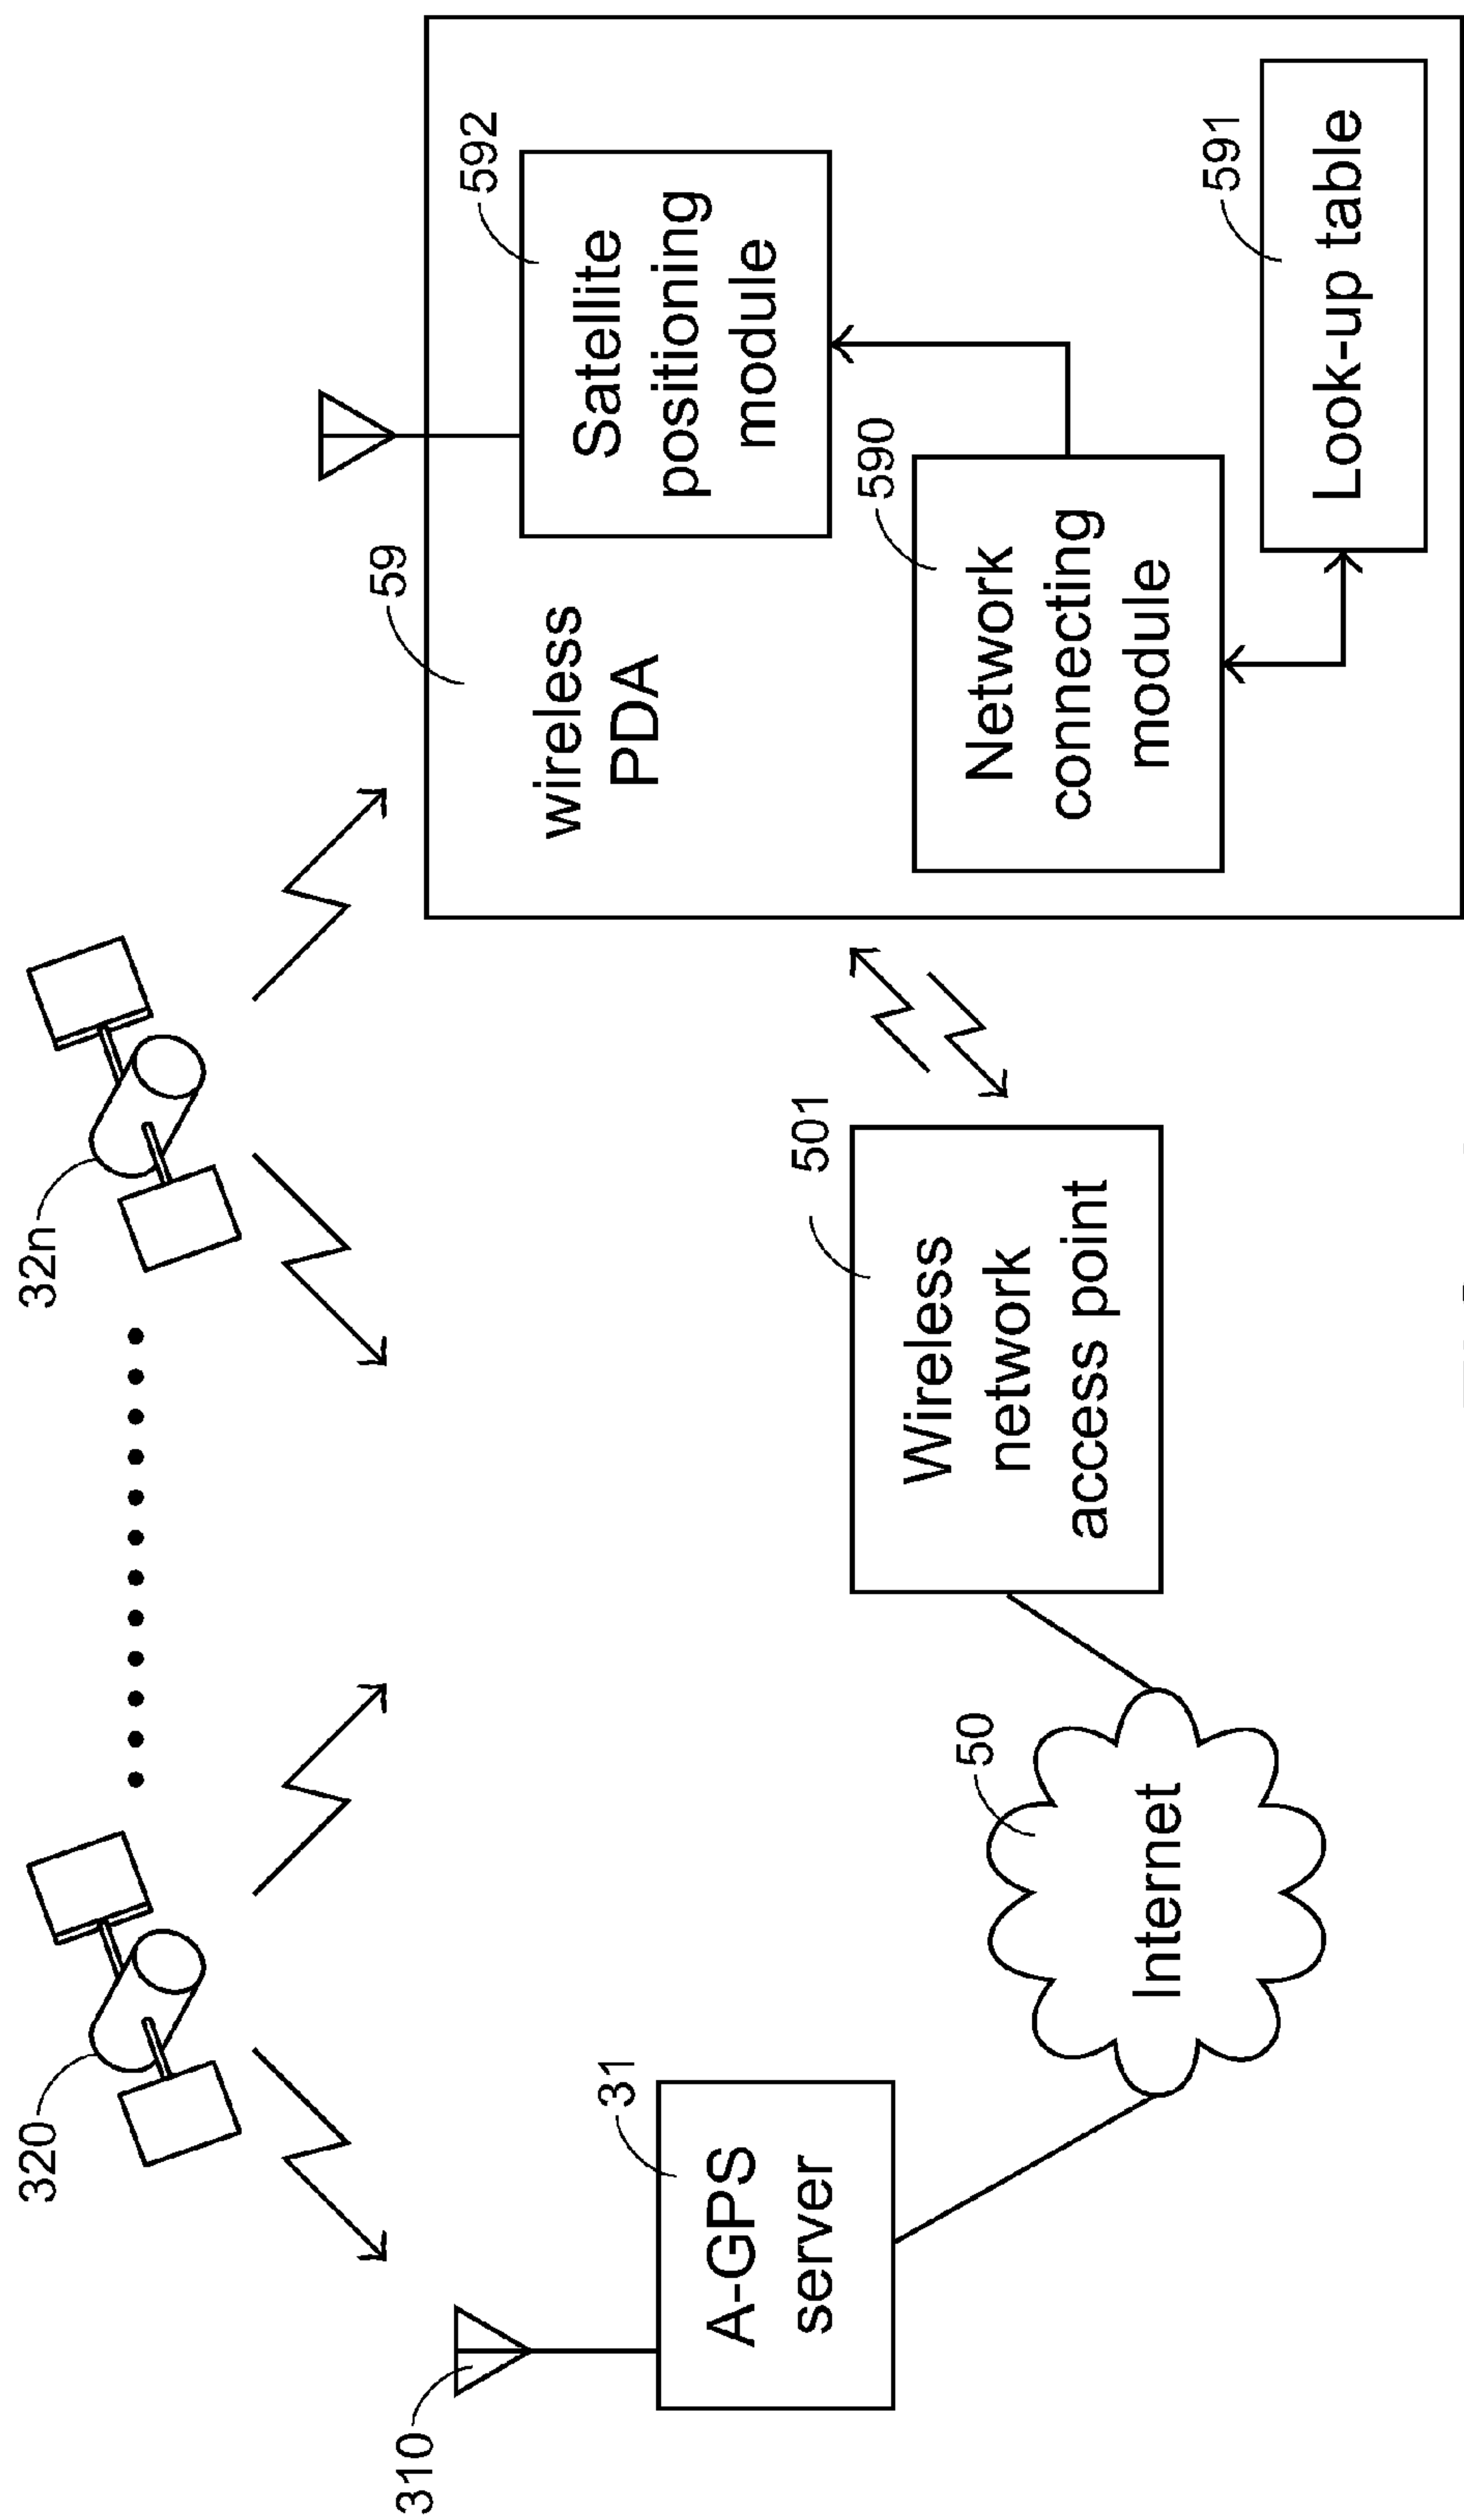 320
32n
310
31
A-GPS
server
50
Internet
501
Wireless
network
access point
59
wireless
PDA
592
Satellite
positioning
module
590
Network
connecting
module
591
Look-up table